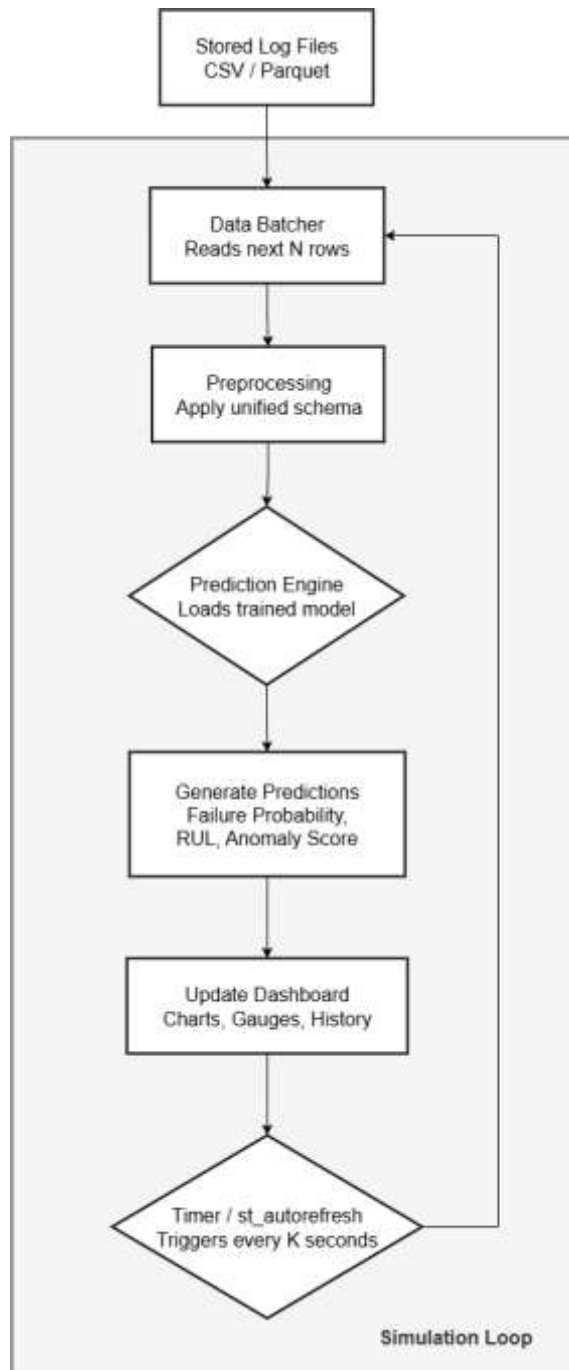 Stored Log Files
CSV / Parquet
Data Batcher
Reads next N rows
Preprocessing
Apply unified schema
Prediction Engine
Loads trained model
Generate Predictions
Failure Probability,
RUL, Anomaly Score
Update Dashboard
Charts, Gauges, History
Timer / st_autorefresh
Triggers every K seconds
Simulation Loop